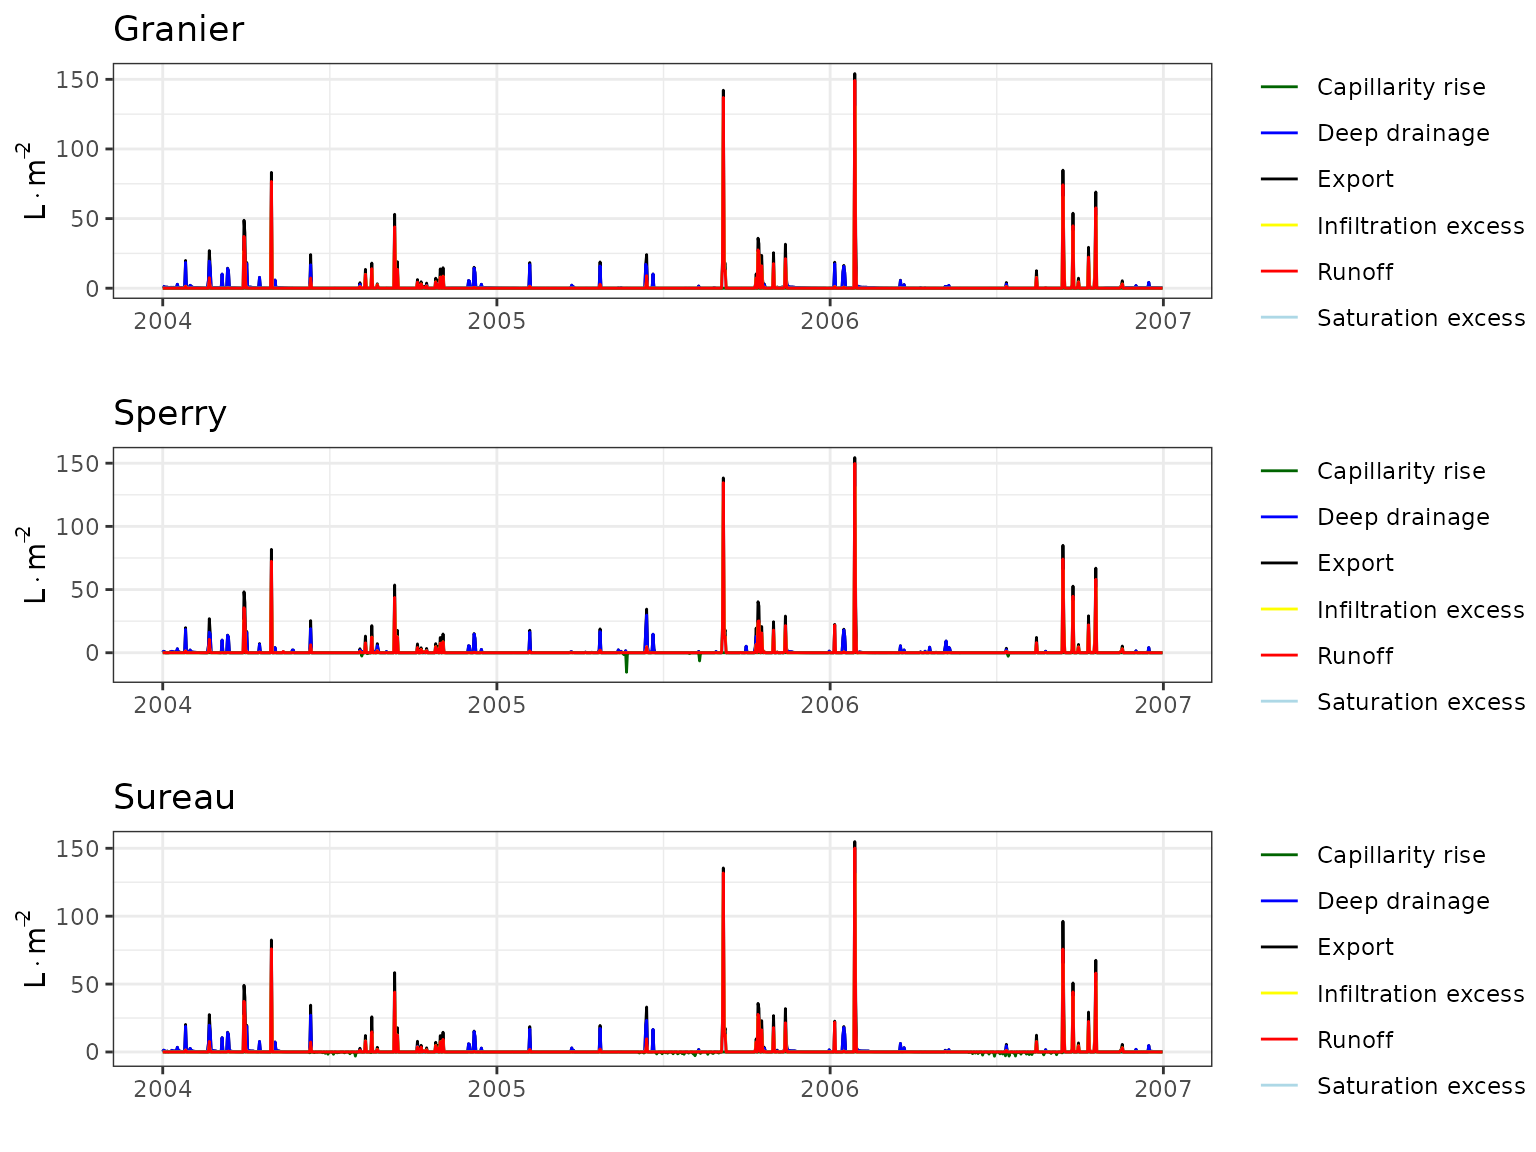 Granier
L·m⁻²
150
100
50
0
2004
2005
2006
2007
Capillarity rise
Deep drainage
Export
Infiltration excess
Runoff
Saturation excess
Sperry
L·m⁻²
150
100
50
0
2004
2005
2006
2007
Capillarity rise
Deep drainage
Export
Infiltration excess
Runoff
Saturation excess
Sureau
L·m⁻²
150
100
50
0
2004
2005
2006
2007
Capillarity rise
Deep drainage
Export
Infiltration excess
Runoff
Saturation excess